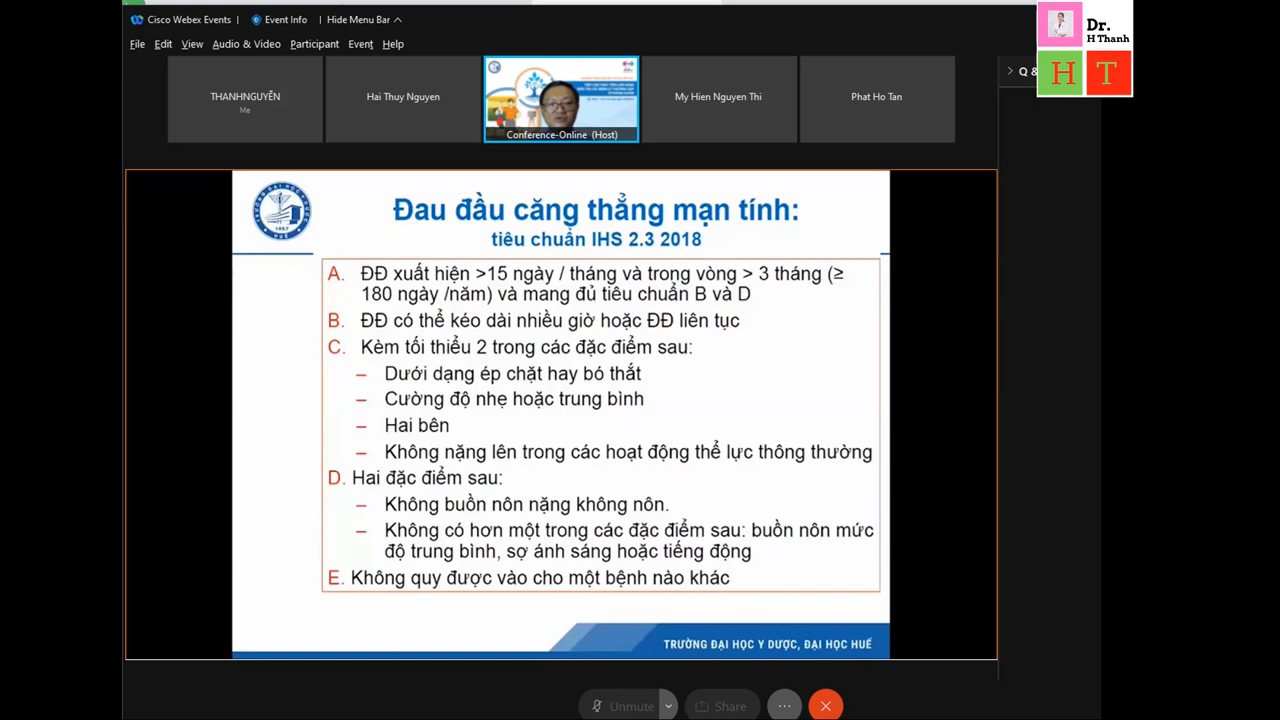 Cisco Webex Events
Event Info
Hide Menu Bar
File Edit View Audio & Video Participant Event Help
Dr.
H Thanh
H T
Q &
THANHNGUYỄN
Me
Hai Thuy Nguyen
Conference-Online (Host)
My Hien Nguyen Thi
Phat Ho Tan
Đau đầu căng thẳng mạn tính:
tiêu chuẩn IHS 2.3 2018
A. ĐĐ xuất hiện >15 ngày / tháng và trong vòng > 3 tháng (≥
180 ngày /năm) và mang đủ tiêu chuẩn B và D
B. ĐĐ có thể kéo dài nhiều giờ hoặc ĐĐ liên tục
C. Kèm tối thiểu 2 trong các đặc điểm sau:
– Dưới dạng ép chặt hay bó thắt
– Cường độ nhẹ hoặc trung bình
– Hai bên
– Không nặng lên trong các hoạt động thể lực thông thường
D. Hai đặc điểm sau:
– Không buồn nôn nặng không nôn.
– Không có hơn một trong các đặc điểm sau: buồn nôn mức
độ trung bình, sợ ánh sáng hoặc tiếng động
E. Không quy được vào cho một bệnh nào khác
TRƯỜNG ĐẠI HỌC Y DƯỢC, ĐẠI HỌC HUẾ
Unmute
Share